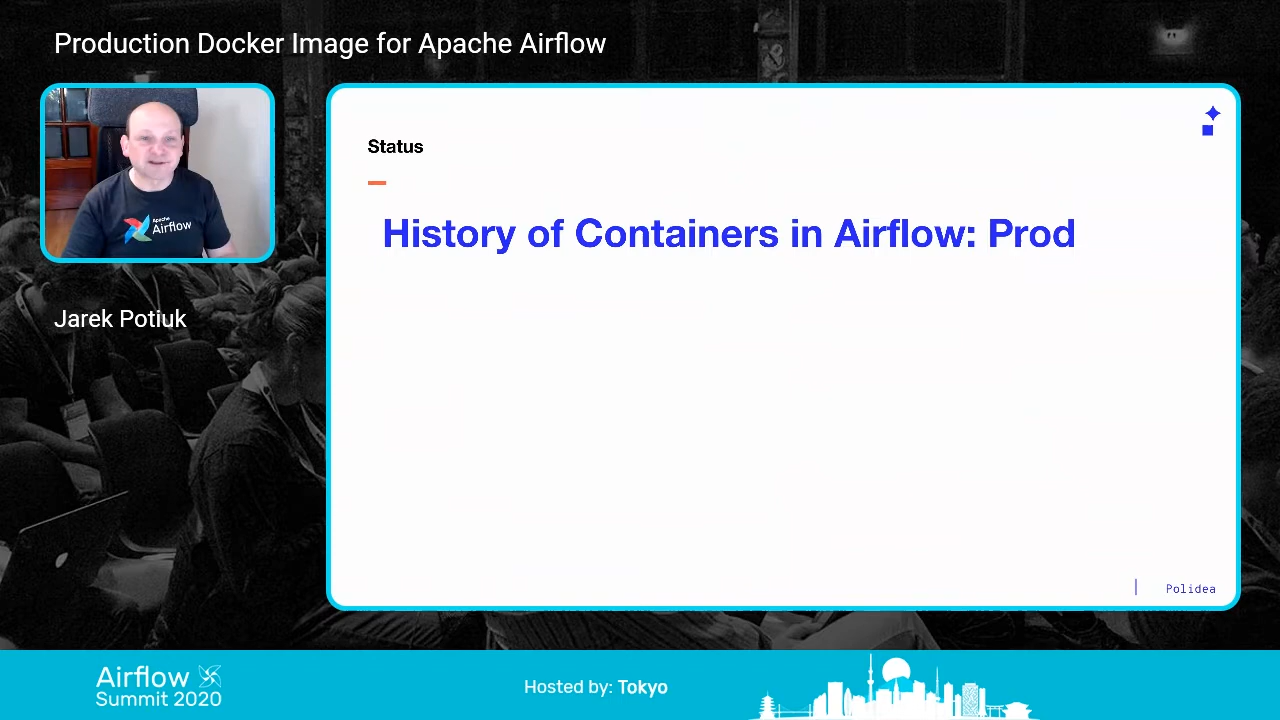 Production Docker Image for Apache Airflow
Apache
Airflow
Jarek Potiuk
Status
History of Containers in Airflow: Prod
Polidea
Airflow
Summit 2020
Hosted by: Tokyo